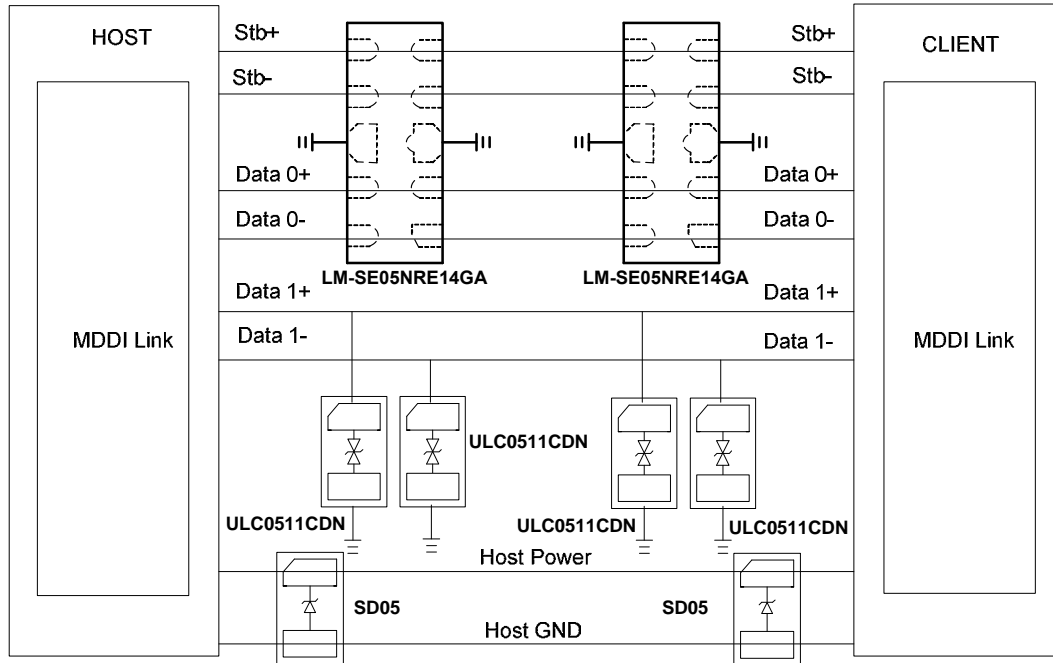 HOST
CLIENT
Stb+
Stb+
Stb-
Stb-
Data 0+
Data 0+
Data 0-
Data 0-
LM-SE05NRE14GA
LM-SE05NRE14GA
Data 1+
Data 1+
Data 1-
Data 1-
MDDI Link
MDDI Link
ULC0511CDN
ULC0511CDN
ULC0511CDN
ULC0511CDN
Host Power
SD05
SD05
Host GND